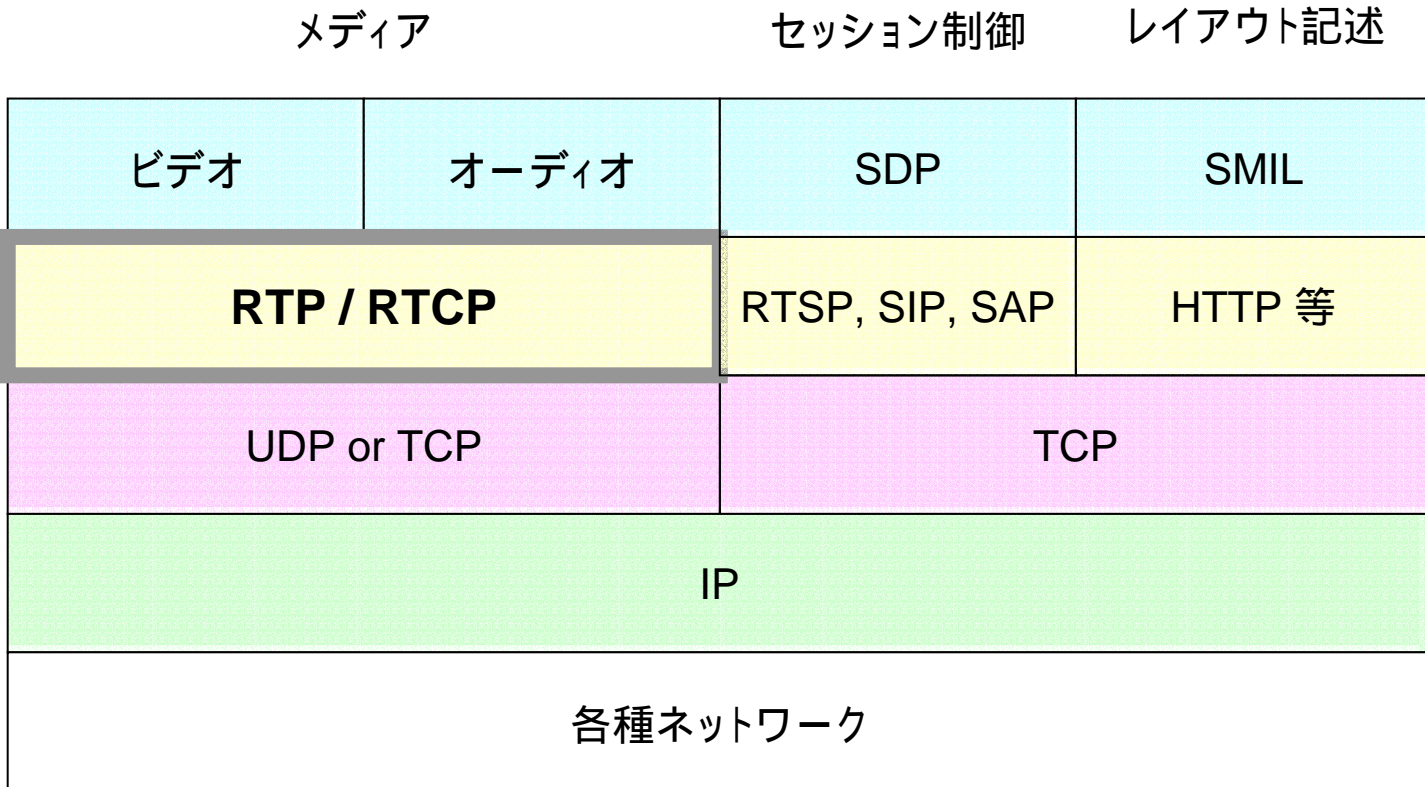 メディア セッション制御 レイアウト記述
ビデオ オーディオ SDP SMIL
RTP / RTCP RTSP, SIP, SAP HTTP 等
UDP or TCP TCP
IP
各種ネットワーク